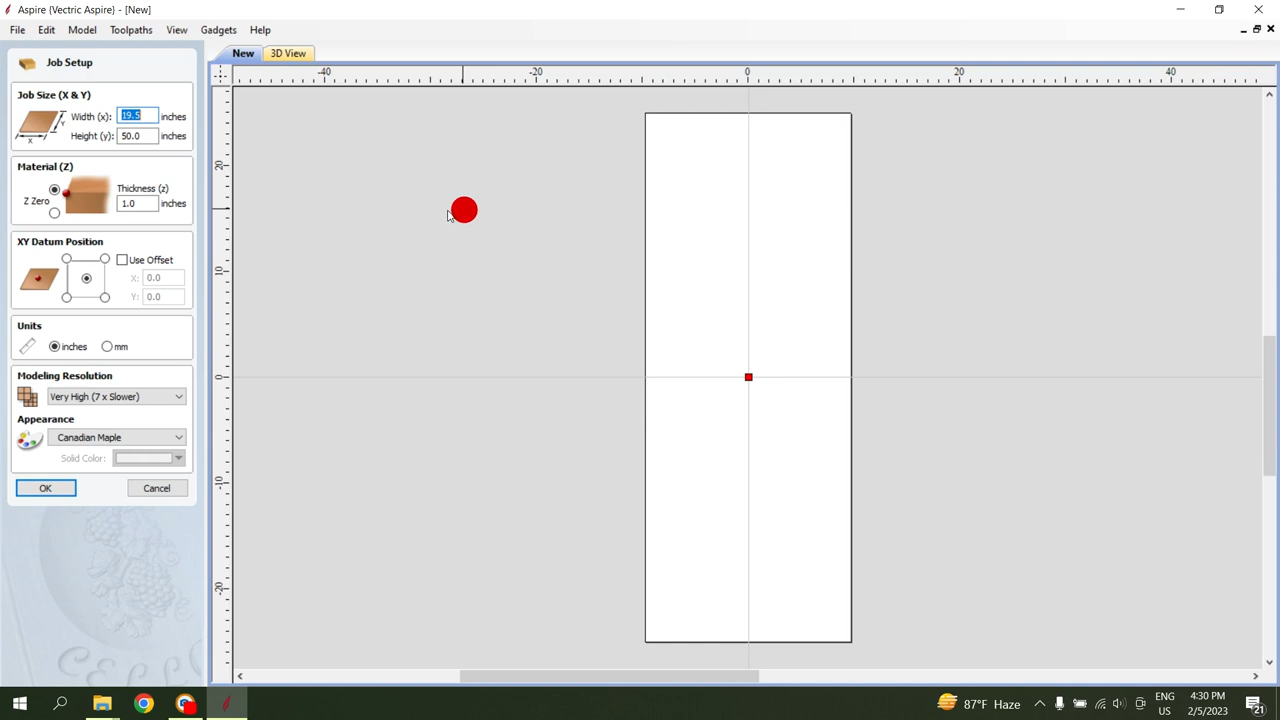 Aspire {Vectric Aspire} - [New]
File Edit Model Toolpaths View Gadgets Help
Job Setup
New 3D View
-40 -20 0 20 40
Job Size (X & Y)
Width (x): 19.5 inches
Height (y): 50.0 inches
Y
X
Material (Z)
Thickness (z)
Z Zero 1.0 inches
XY Datum Position
Use Offset
X: 0.0
Y: 0.0
Units
inches mm
Modeling Resolution
Very High (7 x Slower)
Appearance
Canadian Maple
Solid Color:
OK Cancel
20
10
0
-10
-20
CELL
87°F Haze
ENG
US
4:30 PM
2/5/2023
21